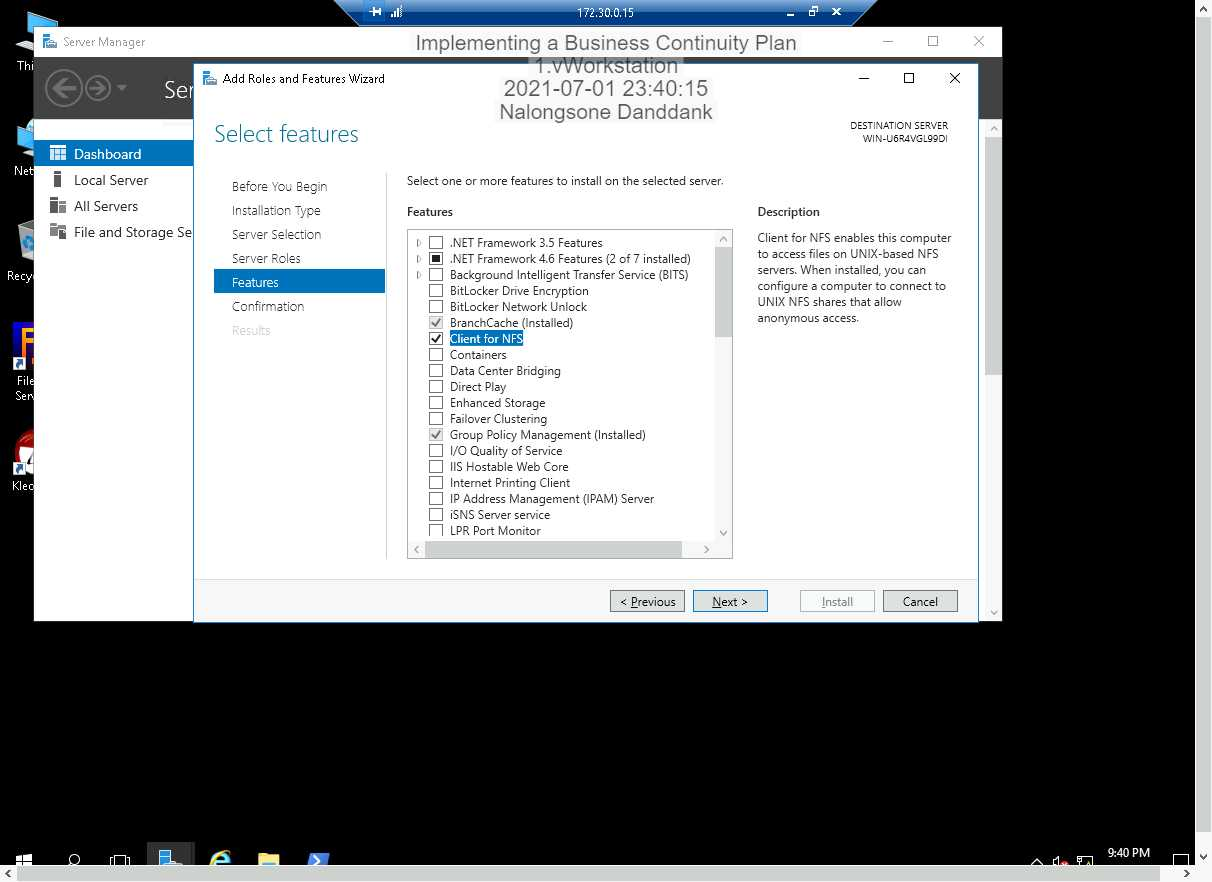 172.30.0.15
Server Manager
Implementing a Business Continuity Plan
1.vWorkstation
2021-07-01 23:40:15
Nalongsone Danddank
Thi
Add Roles and Features Wizard
Ser
Select features
DESTINATION SERVER
WIN-U6R4VGL99DI
Dashboard
Local Server
All Servers
File and Storage Se
Net
Recy
File
Serv
Kleo
Before You Begin
Installation Type
Server Selection
Server Roles
Features
Confirmation
Results
Select one or more features to install on the selected server.
Features
.NET Framework 3.5 Features
.NET Framework 4.6 Features (2 of 7 installed)
Background Intelligent Transfer Service (BITS)
BitLocker Drive Encryption
BitLocker Network Unlock
BranchCache (Installed)
Client for NFS
Containers
Data Center Bridging
Direct Play
Enhanced Storage
Failover Clustering
Group Policy Management (Installed)
I/O Quality of Service
IIS Hostable Web Core
Internet Printing Client
IP Address Management (IPAM) Server
iSNS Server service
LPR Port Monitor
Description
Client for NFS enables this computer
to access files on UNIX-based NFS
servers. When installed, you can
configure a computer to connect to
UNIX NFS shares that allow
anonymous access.
< Previous
Next >
Install
Cancel
9:40 PM